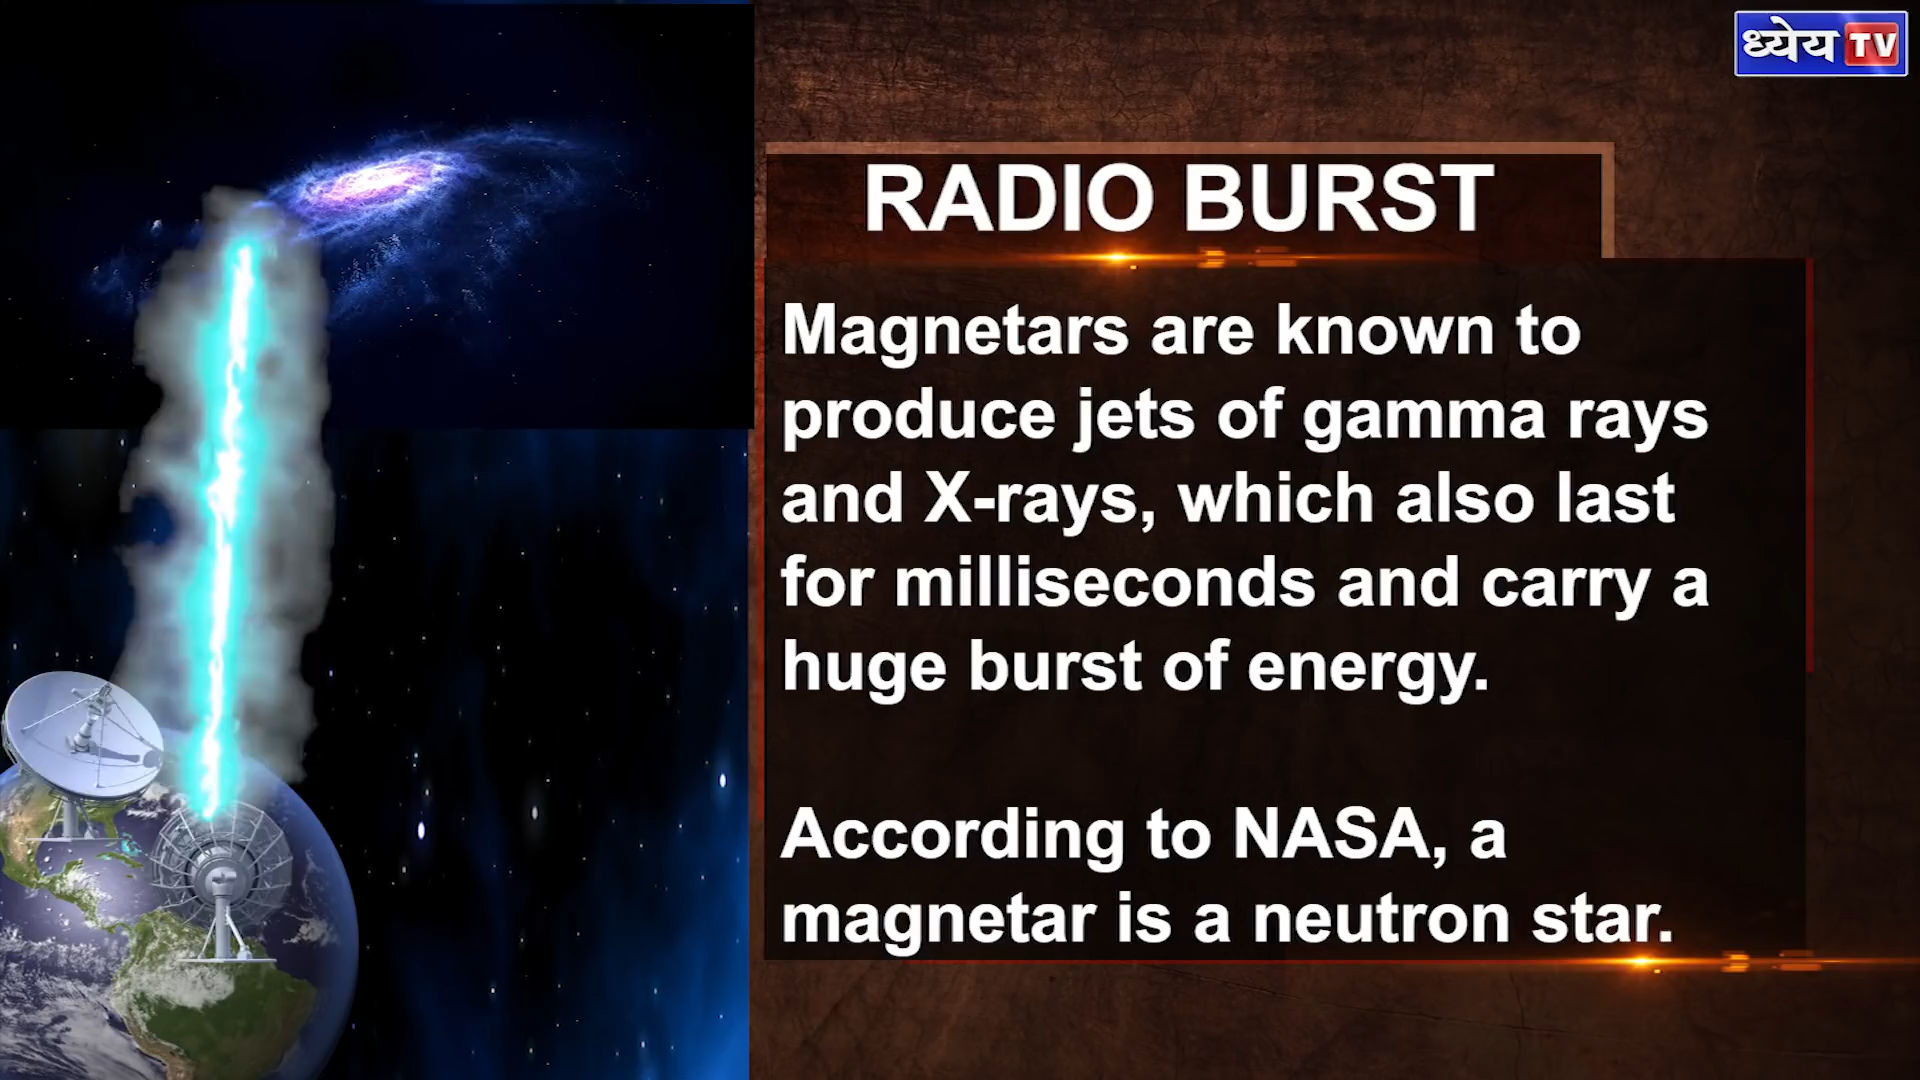 ध्येय TV
RADIO BURST
Magnetars are known to
produce jets of gamma rays
and X-rays, which also last
for milliseconds and carry a
huge burst of energy.
According to NASA, a
magnetar is a neutron star.